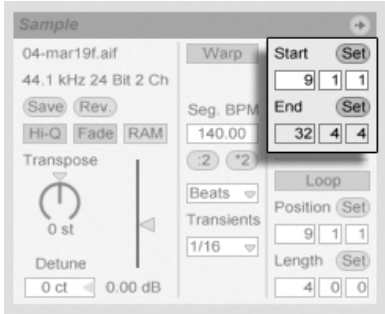 Sample
04-mar19f.aif
44.1 kHz 24 Bit 2 Ch
Save Rev.
Hi-Q Fade RAM
Transpose
0 st
Detune
0 ct 0.00 dB
Warp
Seg. BPM
140.00
:2 *2
Beats
Transients
1/16
Start Set
9 1 1
End Set
32 4 4
Loop
Position Set
9 1 1
Length Set
4 0 0